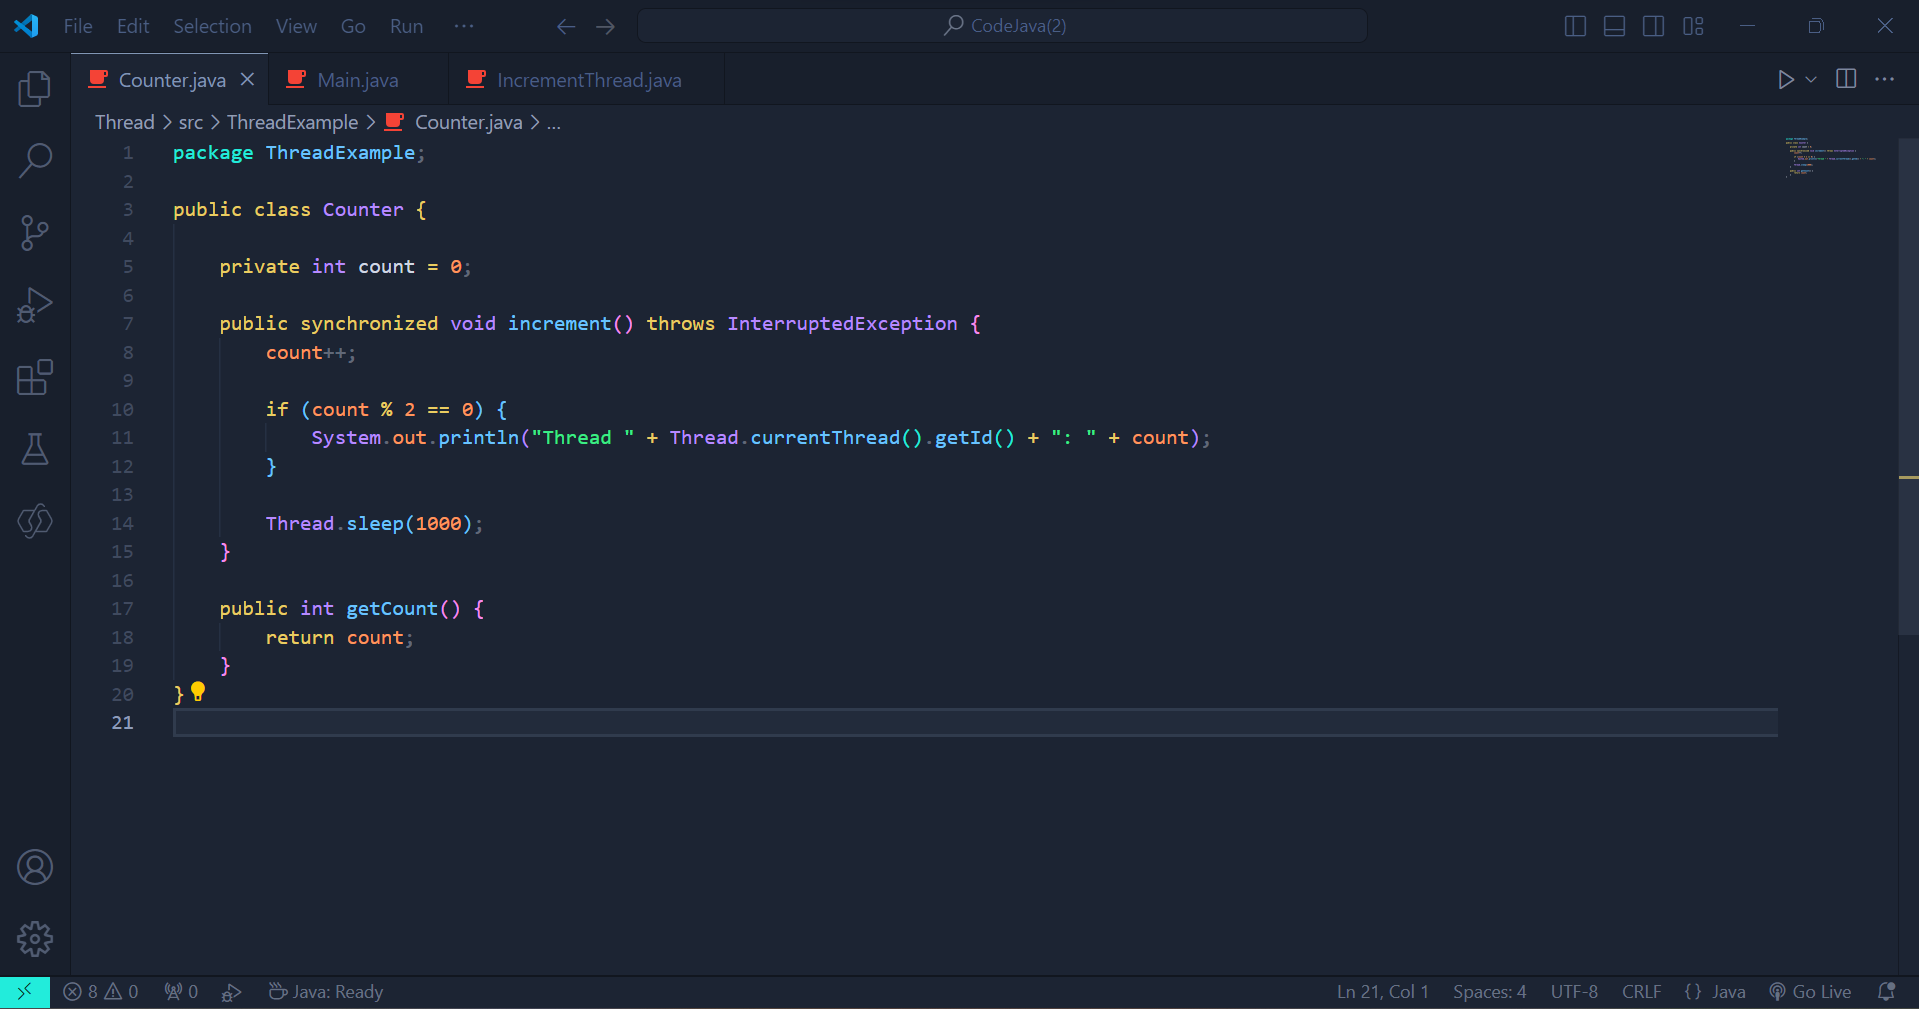 File Edit Selection View Go Run ··· CodeJava(2)
Counter.java Main.java IncrementThread.java
Thread > src > ThreadExample > Counter.java > ...
1 package ThreadExample;
2
3 public class Counter {
4
5 private int count = 0;
6
7 public synchronized void increment() throws InterruptedException {
8 count++;
9
10 if (count % 2 == 0) {
11 System.out.println("Thread " + Thread.currentThread().getId() + ": " + count);
12 }
13
14 Thread.sleep(1000);
15 }
16
17 public int getCount() {
18 return count;
19 }
20 }
21
8 0 0 Java: Ready Ln 21, Col 1 Spaces: 4 UTF-8 CRLF {} Java Go Live